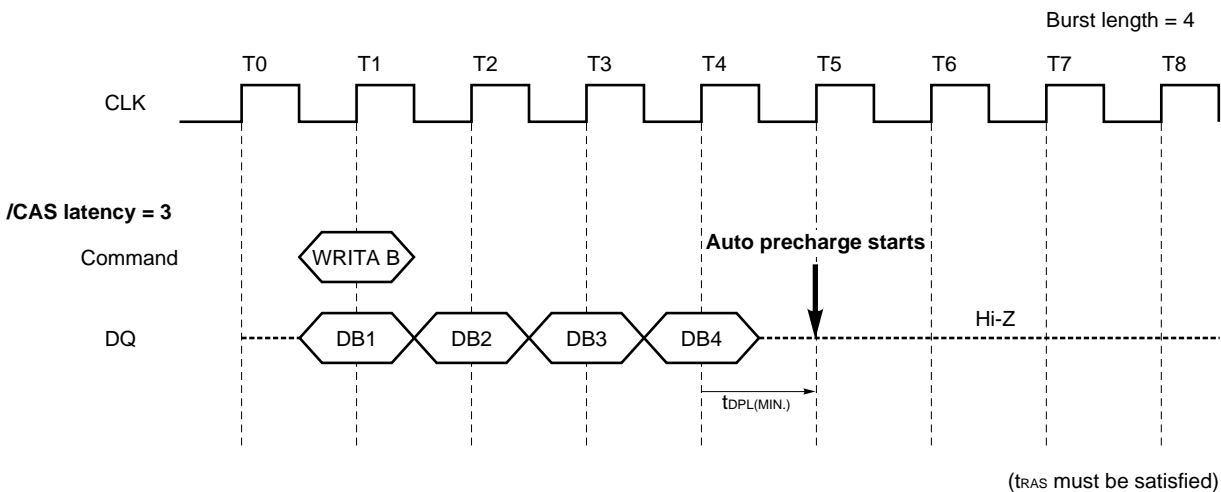 Burst length = 4
T0 T1 T2 T3 T4 T5 T6 T7 T8
CLK
/CAS latency = 3
Command WRITA B
Auto precharge starts
DQ DB1 DB2 DB3 DB4 Hi-Z
tDPL(MIN.)
(tRAS must be satisfied)